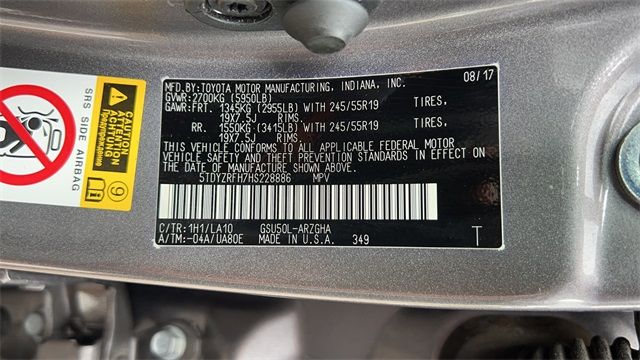 MFD.BY:TOYOTA MOTOR MANUFACTURING, INDIANA, INC. 08/17
GVWR:2700KG (5950LB)
GAWR:FRT. 1345KG (2955LB) WITH 245/55R19 TIRES,
19X7.5J RIMS.
RR. 1550KG (3415LB) WITH 245/55R19 TIRES,
19X7.5J RIMS.
THIS VEHICLE CONFORMS TO ALL APPLICABLE FEDERAL MOTOR
VEHICLE SAFETY AND THEFT PREVENTION STANDARDS IN EFFECT ON
THE DATE OF MANUFACTURE SHOWN ABOVE.
5TDYZRFH7HS228886 MPV
C/TR:1H1/LA10 GSU50L-ARZGHA
A/TM:-04A/UA80E MADE IN U.S.A. 349 T
SRS SIDE AIRBAG
CAUTION
ATTENTION
Предупреждение
9